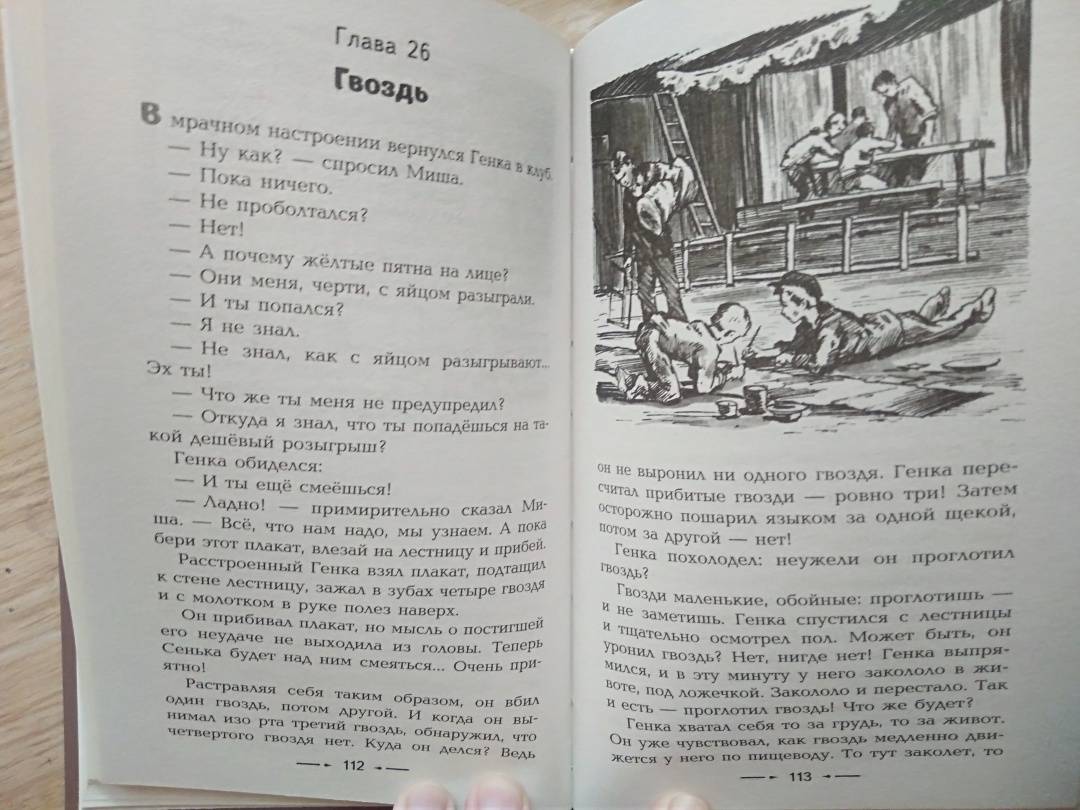 Глава 26
Гвоздь
В мрачном настроении вернулся Генка в клуб.
— Ну как? — спросил Миша.
— Пока ничего.
— Не проболтался?
— Нет!
— А почему жёлтые пятна на лице?
— Они меня, черти, с яйцом разыграли.
— И ты попался?
— Я не знал.
— Не знал, как с яйцом разыгрывают...
Эх ты!
— Что же ты меня не предупредил?
— Откуда я знал, что ты попадёшься на та-
кой дешёвый розыгрыш?
Генка обиделся:
— И ты ещё смеёшься!
— Ладно! — примирительно сказал Ми-
ша. — Всё, что нам надо, мы узнаем. А пока
бери этот плакат, влезай на лестницу и прибей.
Расстроенный Генка взял плакат, подтащил
к стене лестницу, зажал в зубах четыре гвоздя
и с молотком в руке полез наверх.
Он прибивал плакат, но мысль о постигшей
его неудаче не выходила из головы. Теперь
Сенька будет над ним смеяться... Очень при-
ятно!
Растравляя себя таким образом, он вбил
один гвоздь, потом другой. И когда он вы-
нимал изо рта третий гвоздь, обнаружил, что
четвертого гвоздя нет. Куда он делся? Ведь
112
он не выронил ни одного гвоздя. Генка пере-
считал прибитые гвозди — ровно три! Затем
осторожно пошарил языком за одной щекой,
потом за другой — нет!
Генка похолодел: неужели он проглотил
гвоздь?
Гвозди маленькие, обойные: проглотишь —
и не заметишь. Генка спустился с лестницы
и тщательно осмотрел пол. Может быть, он
уронил гвоздь? Нет, нигде нет! Генка выпря-
мился, и в эту минуту у него закололо в жи-
воте, под ложечкой. Закололо и перестало. Так
и есть — проглотил гвоздь! Что же будет?
Генка хватал себя то за грудь, то за живот.
Он уже чувствовал, как гвоздь медленно дви-
жется у него по пищеводу. То тут заколет, то
113